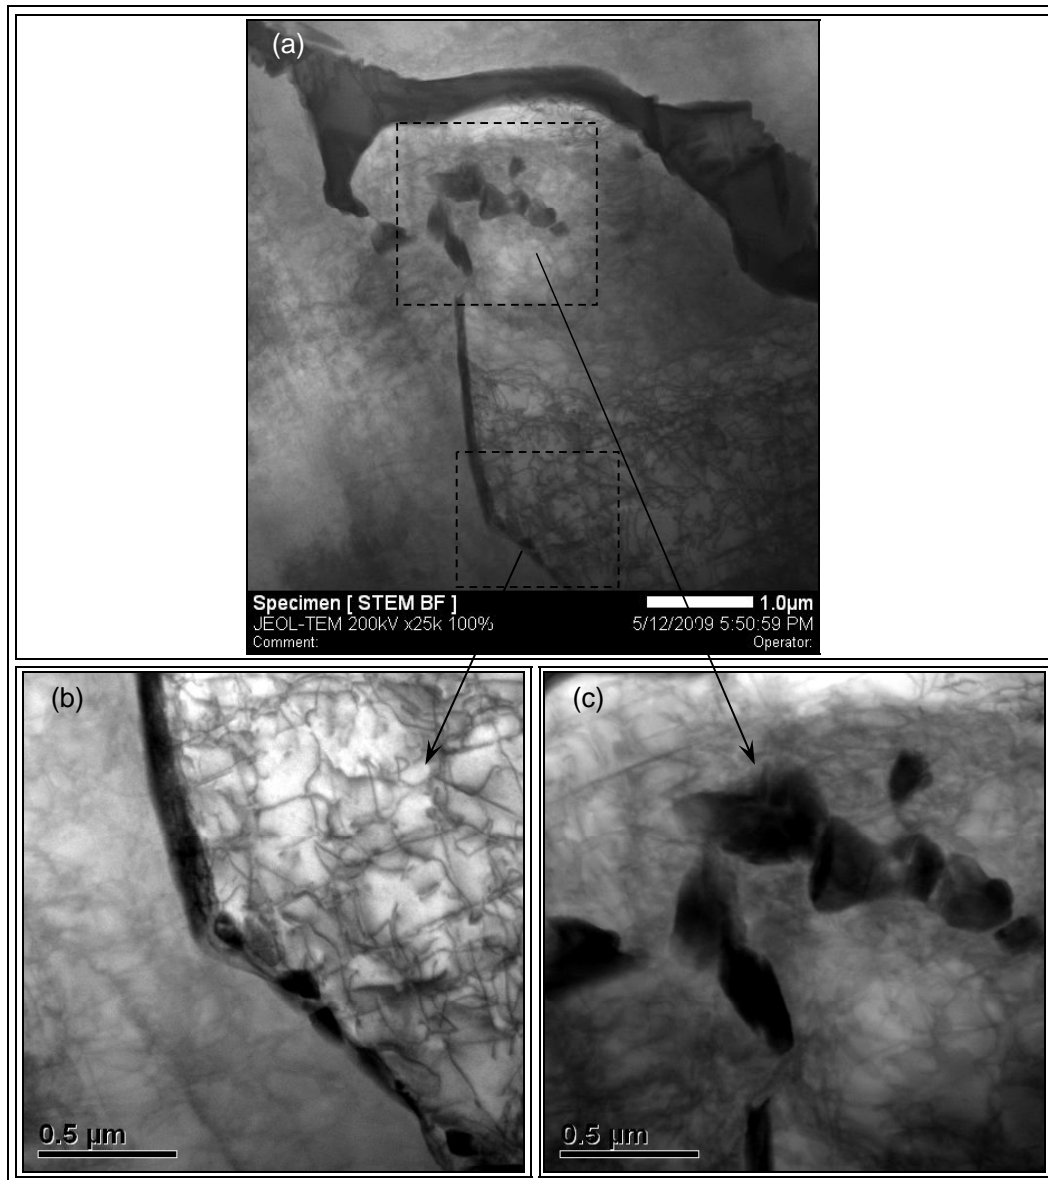 (a)
Specimen [ STEM BF ] 1.0µm
JEOL-TEM 200kV x25k 100% 5/12/2009 5:50:59 PM
Comment: Operator:
(b) (c)
0.5 µm 0.5 µm